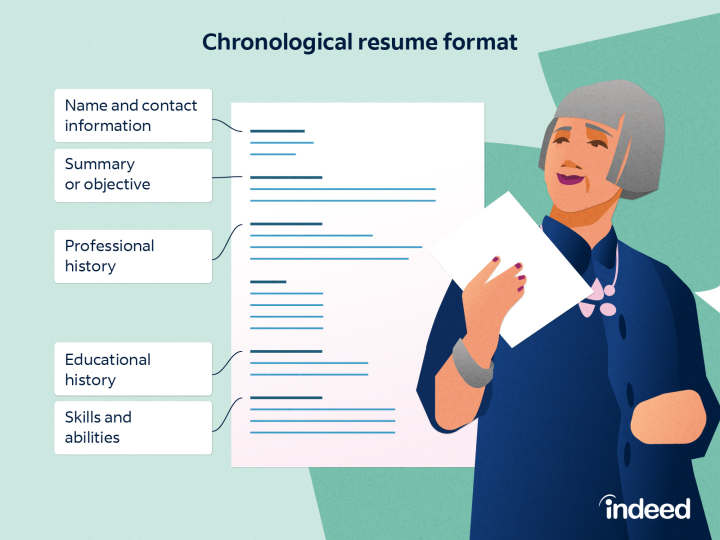 Chronological resume format
Name and contact
information
Summary
or objective
Professional
history
Educational
history
Skills and
abilities
indeed